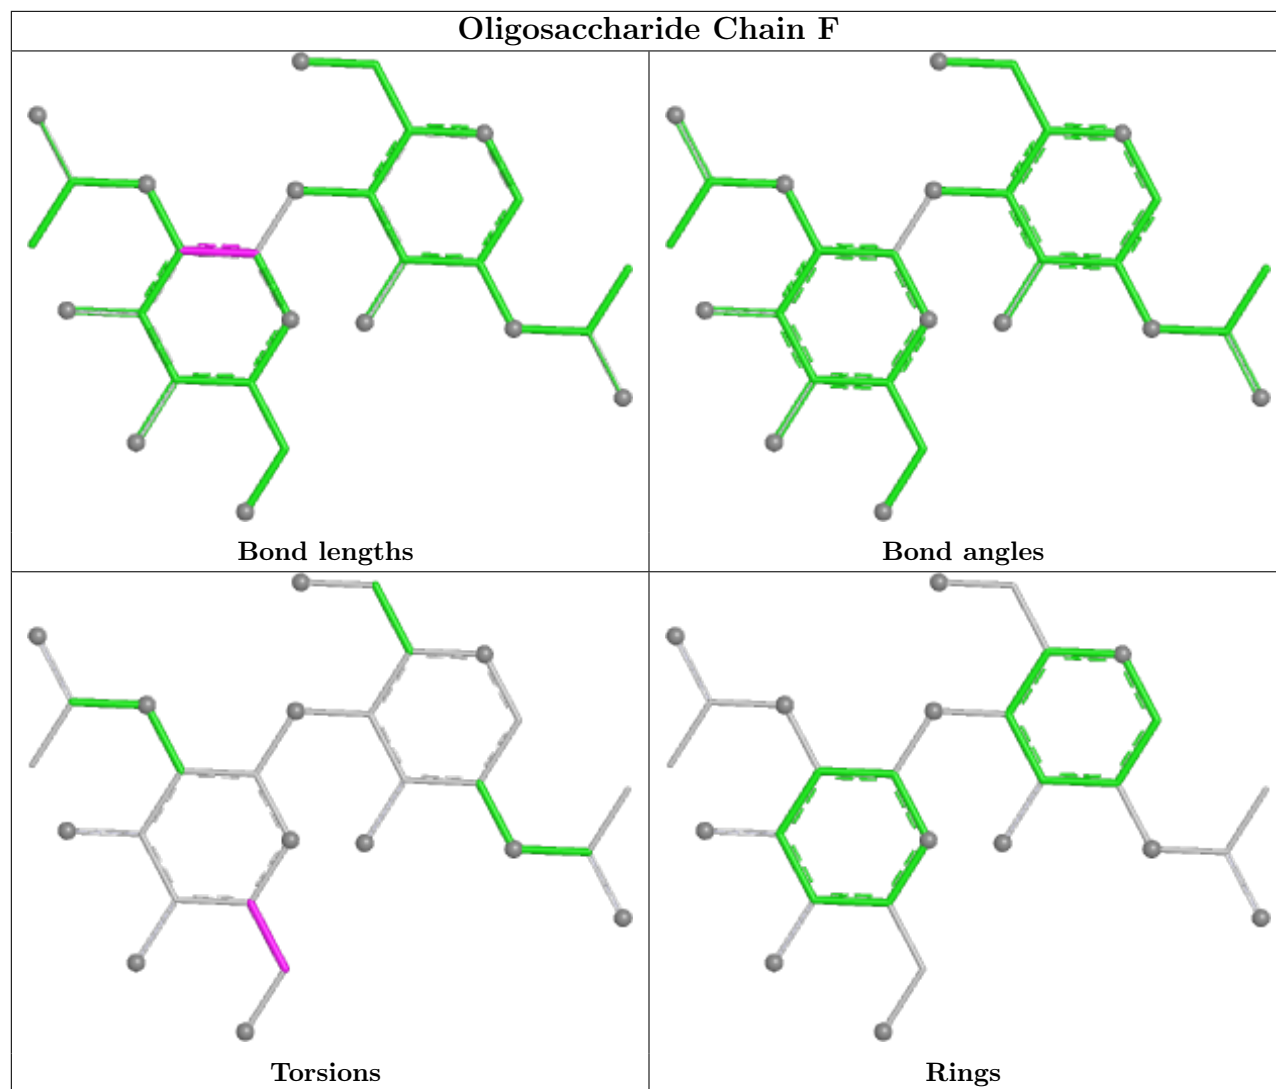 Oligosaccharide Chain F
Bond lengths
Bond angles
Torsions
Rings